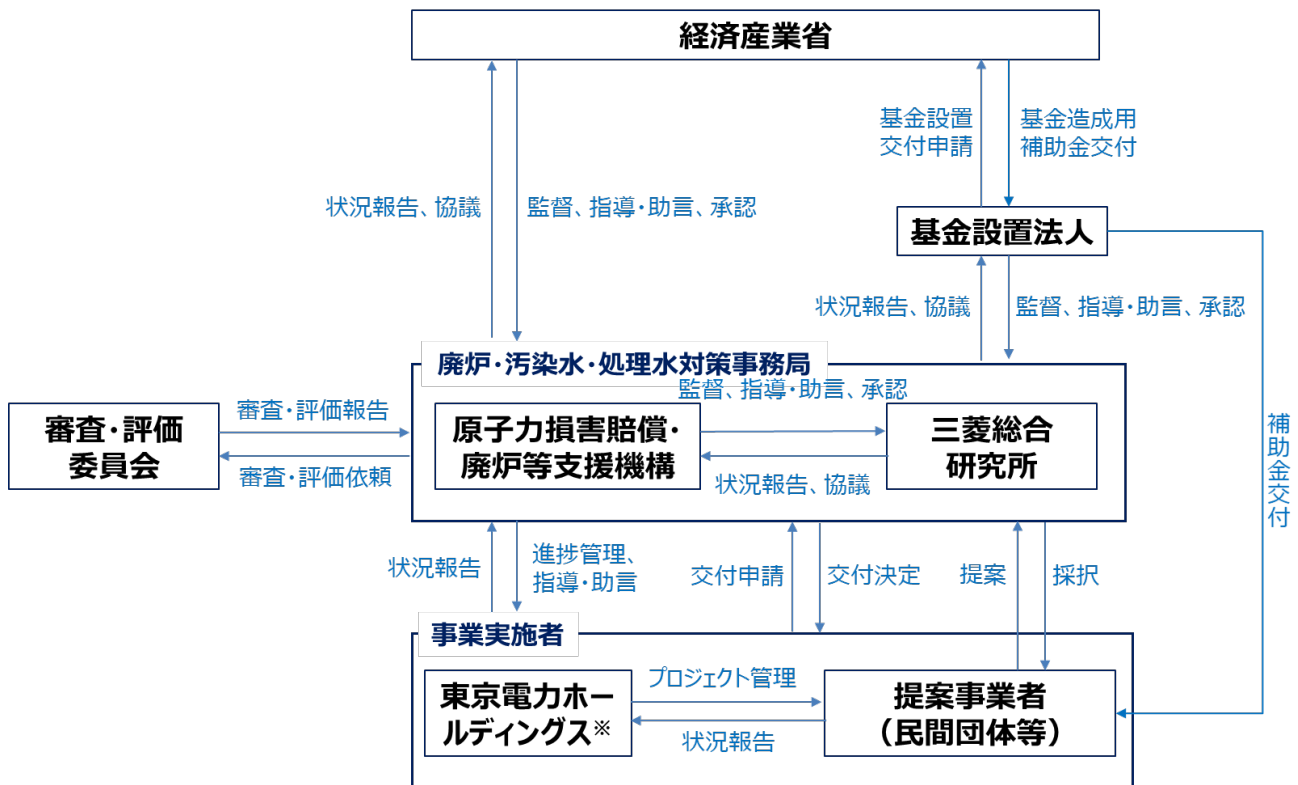 経済産業省
基金設置
交付申請
基金造成用
補助金交付
状況報告、協議
監督、指導・助言、承認
基金設置法人
状況報告、協議
監督、指導・助言、承認
廃炉・汚染水・処理水対策事務局
監督、指導・助言、承認
審査・評価
委員会
審査・評価報告
審査・評価依頼
原子力損害賠償・
廃炉等支援機構
三菱総合
研究所
状況報告、協議
補助金交付
状況報告
進捗管理、
指導・助言
交付申請
交付決定
提案
採択
事業実施者
東京電力ホー
ルディングス※
プロジェクト管理
状況報告
提案事業者
（民間団体等）